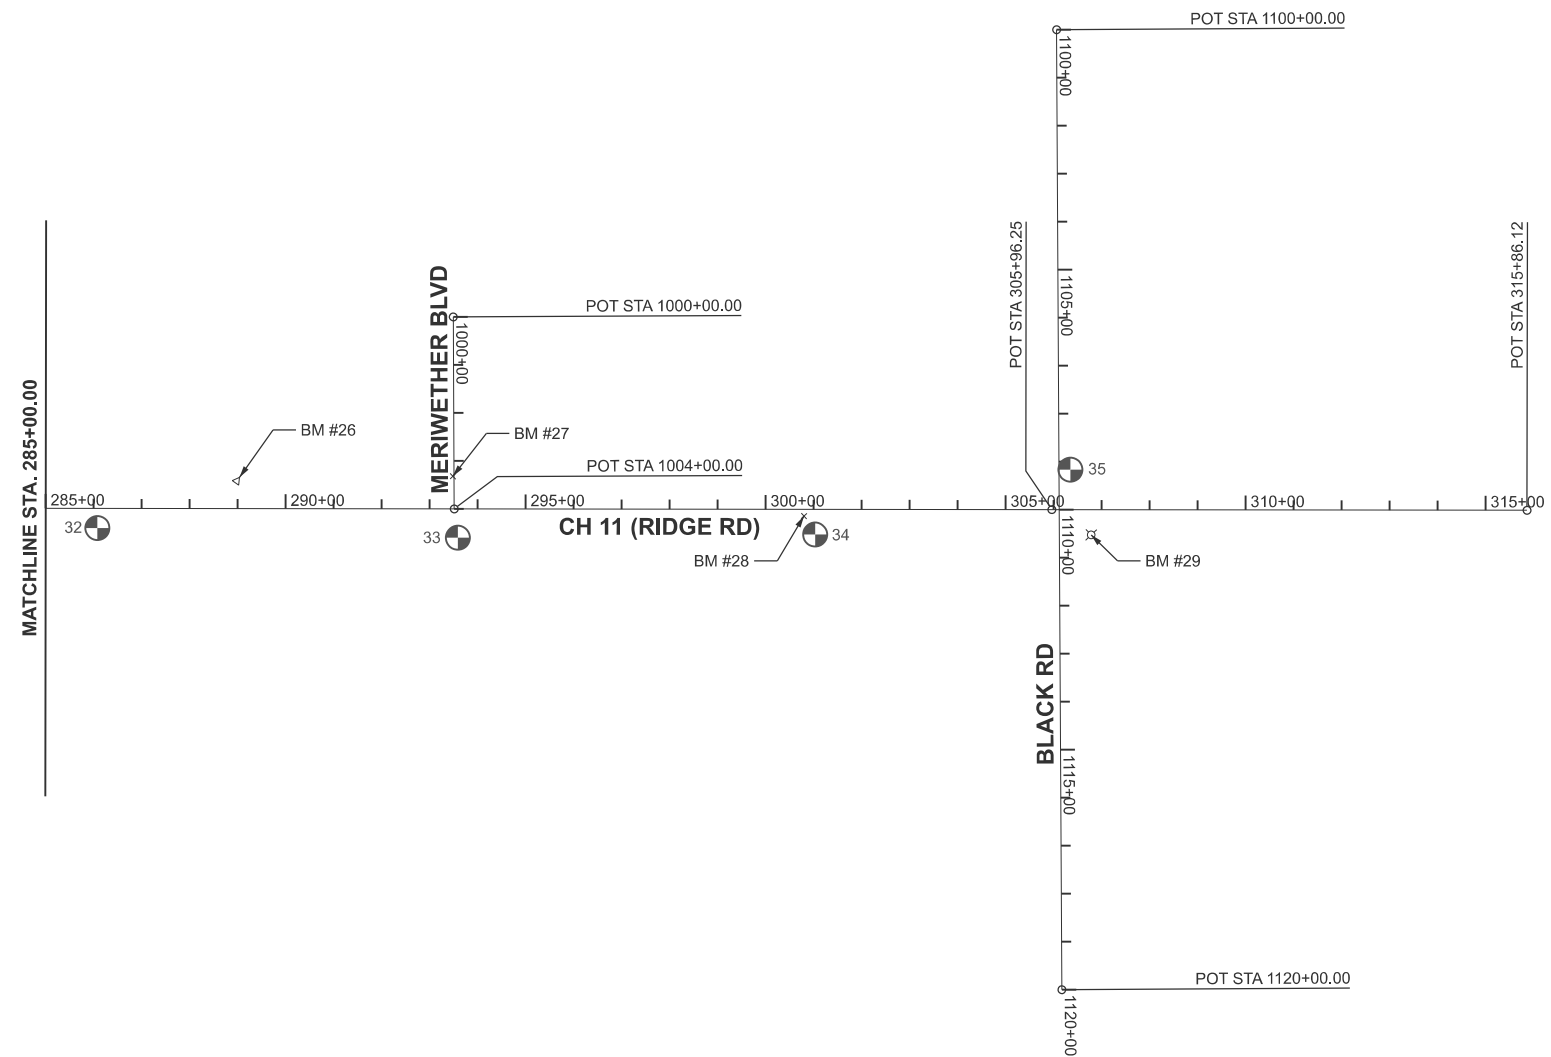 POT STA 1100+00.00
1100+00
POT STA 305+96.25
POT STA 315+86.12
1105+00
MERIWETHER BLVD
POT STA 1000+00.00
1000+00
MATCHLINE STA. 285+00.00
BM #26
BM #27
POT STA 1004+00.00
35
285+00
290+00
295+00
300+00
305+00
310+00
315+00
32
33
CH 11 (RIDGE RD)
34
BM #28
1110+00
BM #29
BLACK RD
1115+00
POT STA 1120+00.00
1120+00